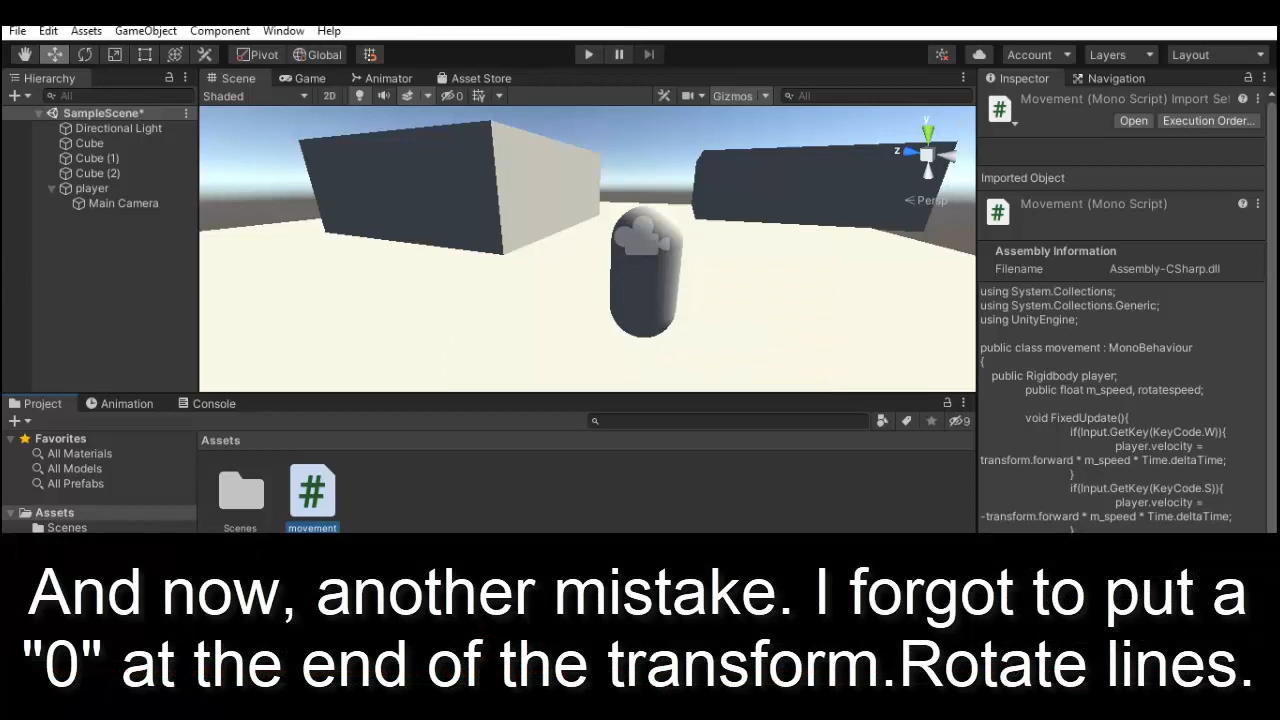 File Edit Assets GameObject Component Window Help
Pivot Global Account Layers Layout
Hierarchy Scene Game Animator Asset Store Inspector Navigation
All Shaded 2D 0 Gizmos All
SampleScene*
Directional Light
Cube
Cube (1)
Cube (2)
player
Main Camera
y
z
Persp
Movement (Mono Script) Import Set
Open Execution Order...
Imported Object
Movement (Mono Script)
Assembly Information
Filename Assembly-CSharp.dll
using System.Collections;
using System.Collections.Generic;
using UnityEngine;
public class movement : MonoBehaviour
{
public Rigidbody player;
public float m_speed, rotatespeed;
void FixedUpdate(){
if(Input.GetKey(KeyCode.W)){
player.velocity =
transform.forward * m_speed * Time.deltaTime;
}
if(Input.GetKey(KeyCode.S)){
player.velocity =
-transform.forward * m_speed * Time.deltaTime;
}
Project Animation Console
9
Favorites
All Materials
All Models
All Prefabs
Assets
Scenes
Assets
Scenes movement
And now, another mistake. I forgot to put a
"0" at the end of the transform.Rotate lines.